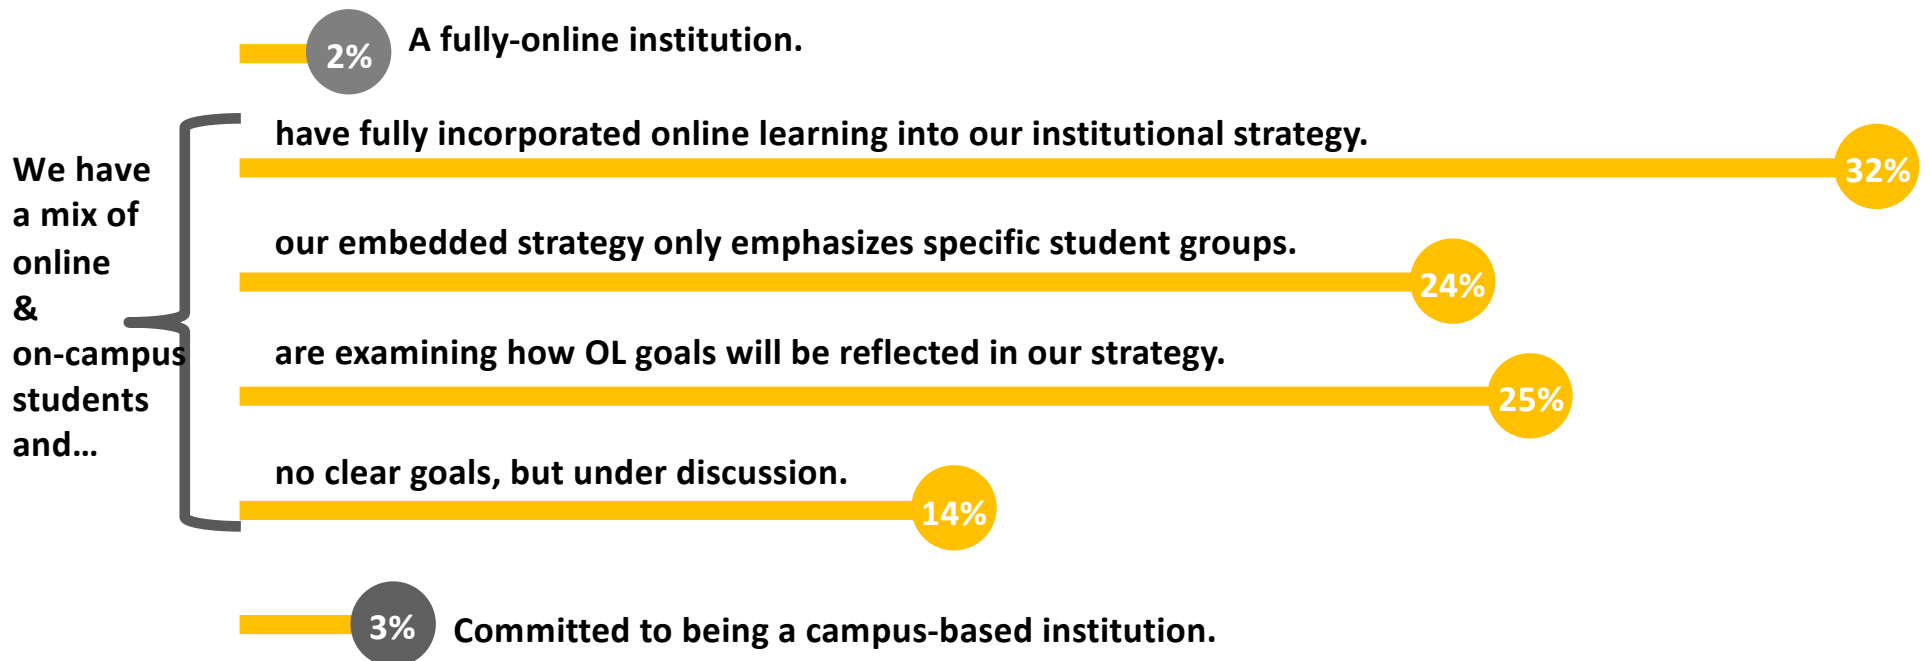 2%
A fully-online institution.
We have
a mix of
online
&
on-campus
students
and…
have fully incorporated online learning into our institutional strategy.
32%
our embedded strategy only emphasizes specific student groups.
24%
are examining how OL goals will be reflected in our strategy.
25%
no clear goals, but under discussion.
14%
3%
Committed to being a campus-based institution.